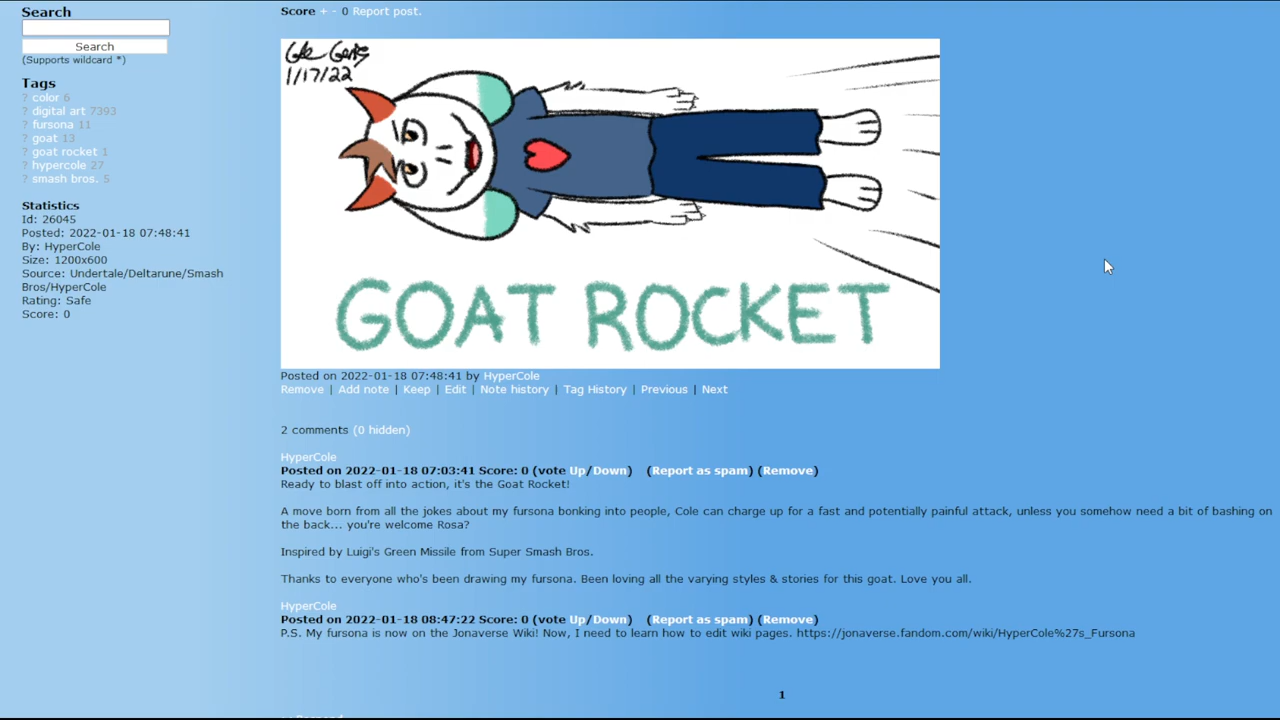 Search
Search
(Supports wildcard *)
Tags
? color 6
? digital art 7393
? fursona 11
? goat 13
? goat rocket 1
? hypercole 27
? smash bros. 5
Statistics
Id: 26045
Posted: 2022-01-18 07:48:41
By: HyperCole
Size: 1200x600
Source: Undertale/Deltarune/Smash
Bros/HyperCole
Rating: Safe
Score: 0
Score + - 0 Report post.
1/17/22
GOAT ROCKET
Posted on 2022-01-18 07:48:41 by HyperCole
Remove | Add note | Keep | Edit | Note history | Tag History | Previous | Next
2 comments (0 hidden)
HyperCole
Posted on 2022-01-18 07:03:41 Score: 0 (vote Up/Down) (Report as spam) (Remove)
Ready to blast off into action, it's the Goat Rocket!
A move born from all the jokes about my fursona bonking into people, Cole can charge up for a fast and potentially painful attack, unless you somehow need a bit of bashing on
the back... you're welcome Rosa?
Inspired by Luigi's Green Missile from Super Smash Bros.
Thanks to everyone who's been drawing my fursona. Been loving all the varying styles & stories for this goat. Love you all.
HyperCole
Posted on 2022-01-18 08:47:22 Score: 0 (vote Up/Down) (Report as spam) (Remove)
P.S. My fursona is now on the Jonaverse Wiki! Now, I need to learn how to edit wiki pages. https://jonaverse.fandom.com/wiki/HyperCole%27s_Fursona
1